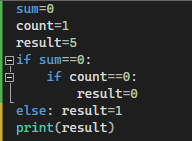 sum=0
count=1
result=5
if sum==0:
    if count==0:
        result=0
else: result=1
print(result)